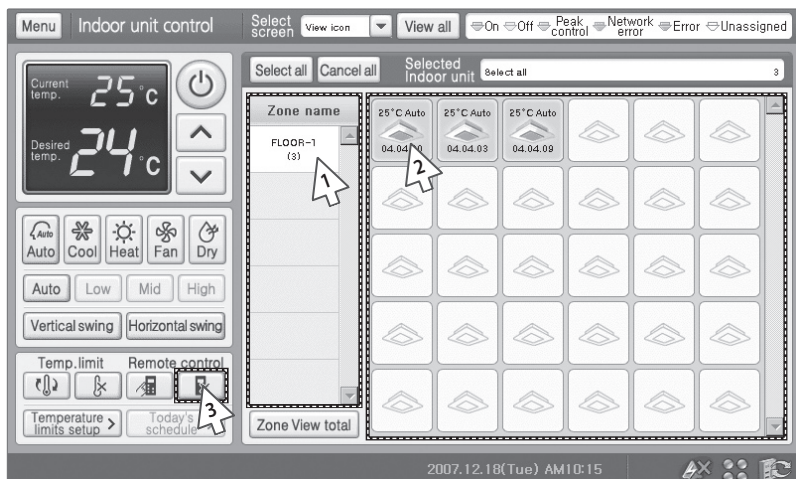 Menu Indoor unit control
Select screen View icon View all On Off Peak control Network error Error Unassigned
Current temp. 25°C
Desired temp. 24°C
Auto Cool Heat Fan Dry
Auto Low Mid High
Vertical swing Horizontal swing
Temp.limit Remote control
3
Temperature limits setup > Today's schedule
Select all Cancel all Selected Indoor unit Select all 3
Zone name
FLOOR-1
(3)
1
Zone View total
25°C Auto 25°C Auto 25°C Auto
04.04.03 04.04.09
2
2007.12.18(Tue) AM10:15